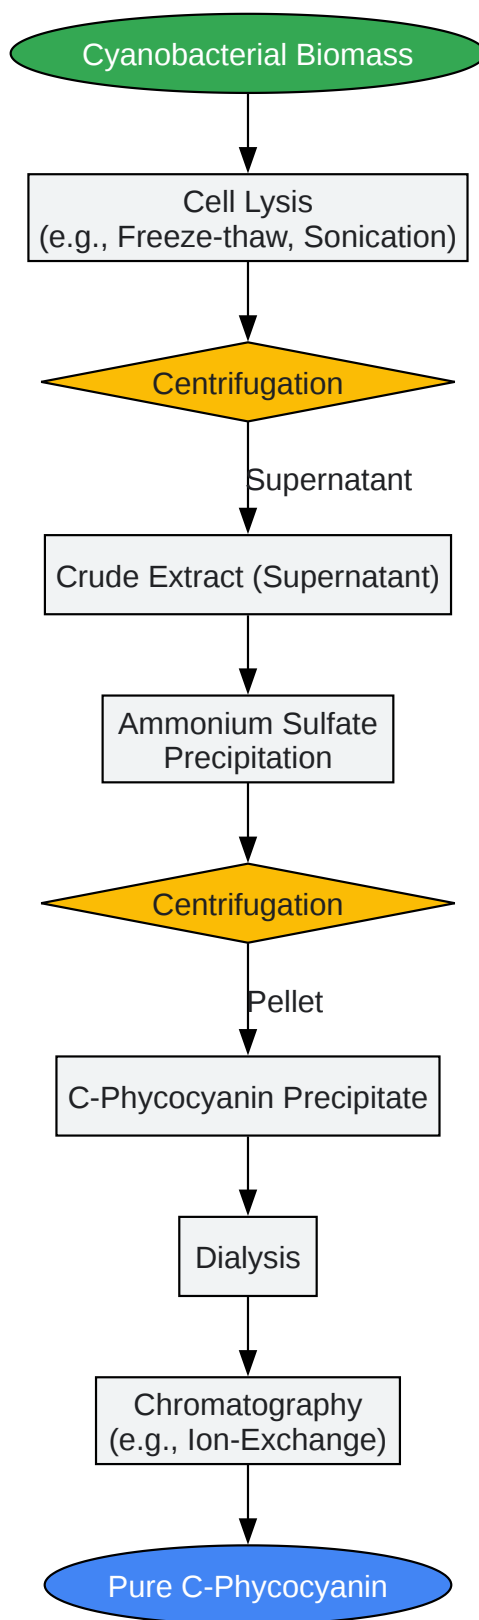 Cyanobacterial Biomass
Cell Lysis
(e.g., Freeze-thaw, Sonication)
Centrifugation
Supernatant
Crude Extract (Supernatant)
Ammonium Sulfate
Precipitation
Centrifugation
Pellet
C-Phycocyanin Precipitate
Dialysis
Chromatography
(e.g., Ion-Exchange)
Pure C-Phycocyanin